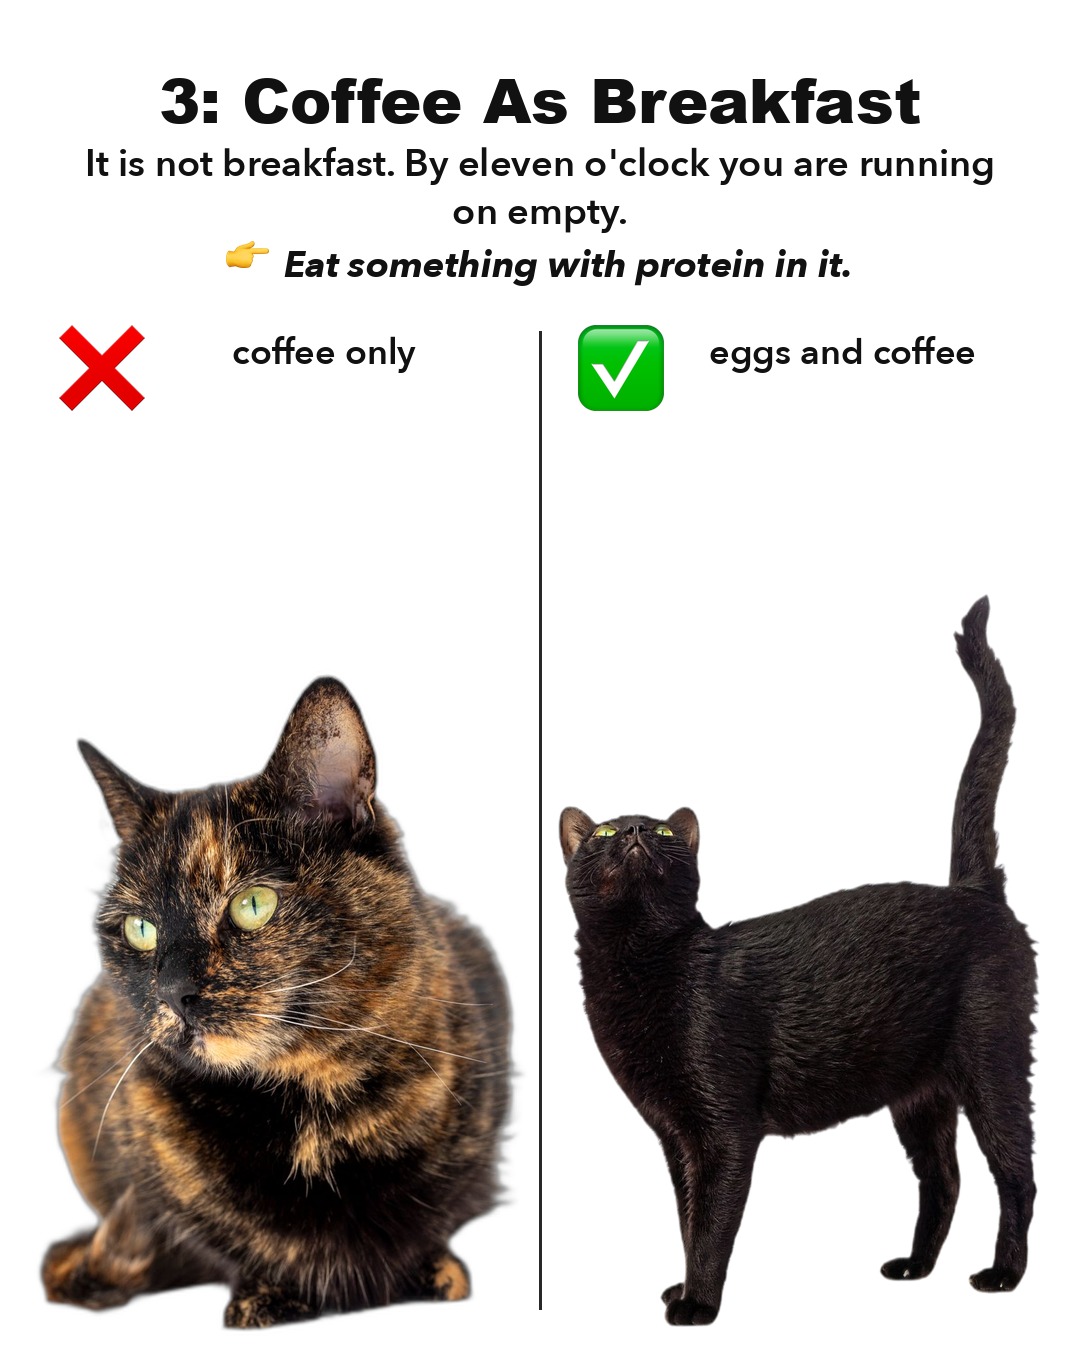 3: Coffee As Breakfast
It is not breakfast. By eleven o'clock you are running
on empty.
👉 Eat something with protein in it.
❌ coffee only
✅ eggs and coffee